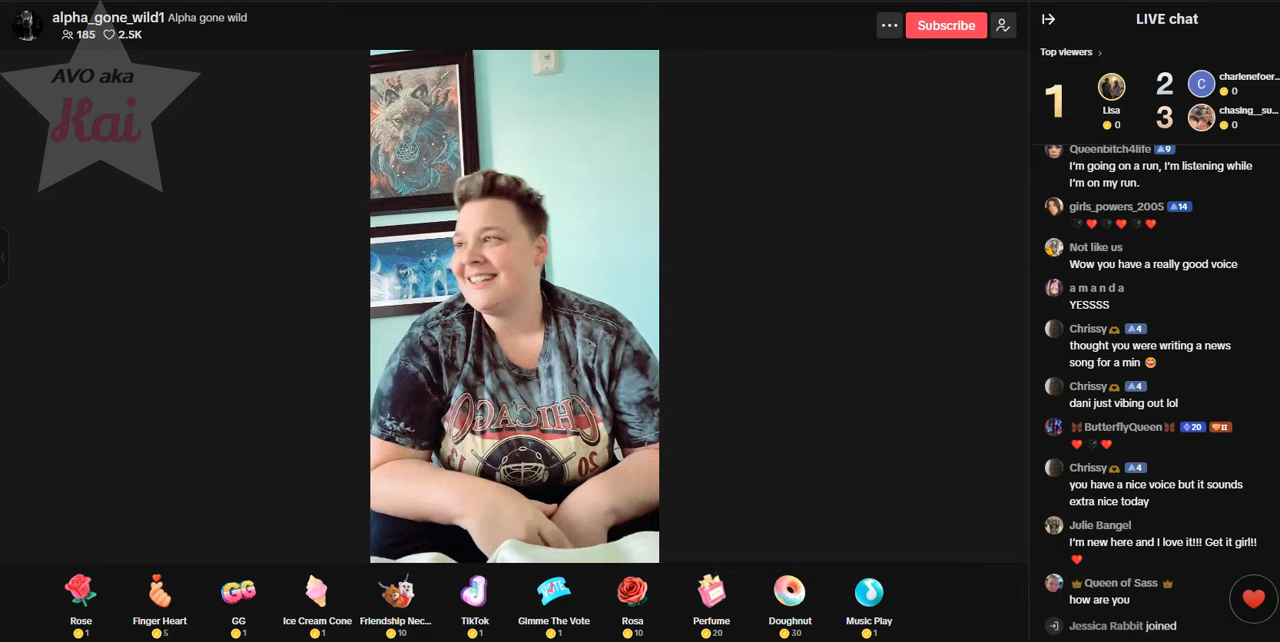 alpha_gone_wild1 Alpha gone wild
185 2.5K
Subscribe
AVO aka
Kai
LIVE chat
Top viewers
1
Lisa
0
2
charlenefoer...
0
3
chasing__su...
0
Queenbitch4life 9
I'm going on a run, I'm listening while
I'm on my run.
girls_powers_2005 14
Not like us
Wow you have a really good voice
a m a n d a
YESSSS
Chrissy 4
thought you were writing a news
song for a min
Chrissy 4
dani just vibing out lol
ButterflyQueen 20 II
Chrissy 4
you have a nice voice but it sounds
extra nice today
Julie Bangel
I'm new here and I love it!!! Get it girl!!
Queen of Sass
how are you
Jessica Rabbit joined
CHICAGO
20 13
GG
Rose Finger Heart GG Ice Cream Cone Friendship Nec... TikTok Gimme The Vote Rosa Perfume Doughnut Music Play
1 5 1 1 10 1 1 10 20 30 1